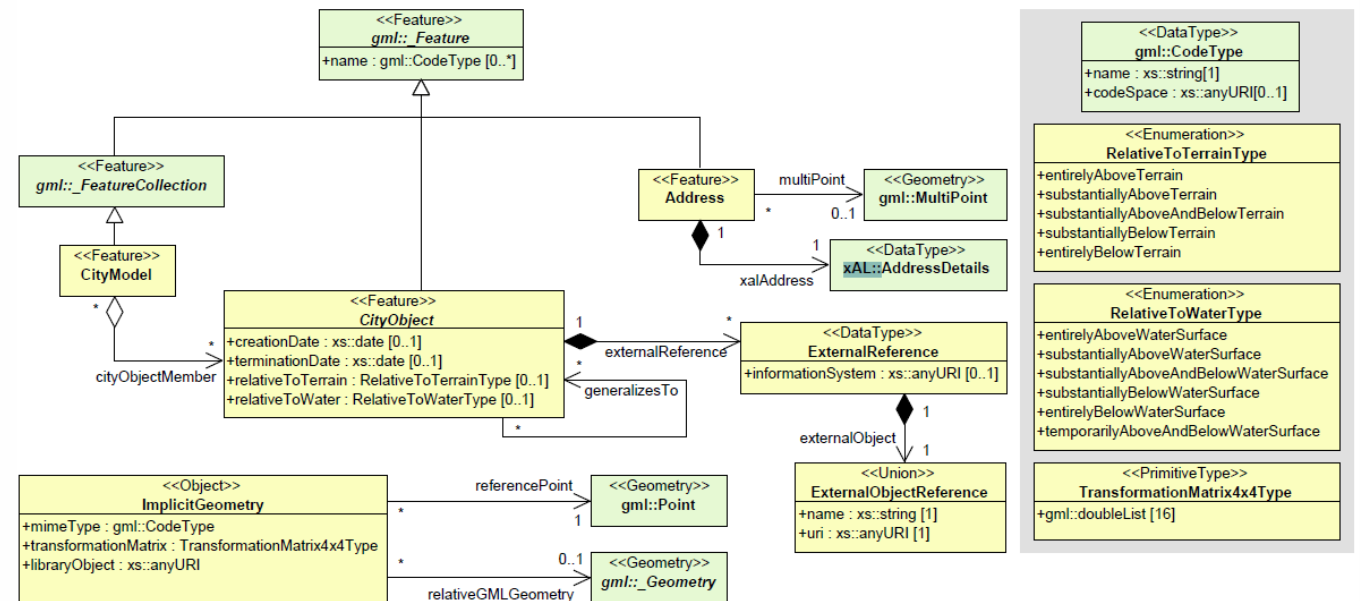 <<Feature>>
gml::_Feature
+name : gml::CodeType [0..*]
<<Feature>>
gml::_FeatureCollection
<<Feature>>
CityModel
*
*
cityObjectMember
<<Feature>>
CityObject
+creationDate : xs::date [0..1]
+terminationDate : xs::date [0..1]
+relativeToTerrain : RelativeToTerrainType [0..1]
+relativeToWater : RelativeToWaterType [0..1]
1
*
externalReference
*
generalizesTo
*
<<Feature>>
Address
multiPoint
*
0..1
<<Geometry>>
gml::MultiPoint
1
1
xalAddress
<<DataType>>
xAL::AddressDetails
<<DataType>>
ExternalReference
+informationSystem : xs::anyURI [0..1]
1
externalObject
1
<<Union>>
ExternalObjectReference
+name : xs::string [1]
+uri : xs::anyURI [1]
<<Object>>
ImplicitGeometry
+mimeType : gml::CodeType
+transformationMatrix : TransformationMatrix4x4Type
+libraryObject : xs::anyURI
referencePoint
*
1
<<Geometry>>
gml::Point
*
0..1
relativeGMLGeometry
<<Geometry>>
gml::_Geometry
<<DataType>>
gml::CodeType
+name : xs::string[1]
+codeSpace : xs::anyURI[0..1]
<<Enumeration>>
RelativeToTerrainType
+entirelyAboveTerrain
+substantiallyAboveTerrain
+substantiallyAboveAndBelowTerrain
+substantiallyBelowTerrain
+entirelyBelowTerrain
<<Enumeration>>
RelativeToWaterType
+entirelyAboveWaterSurface
+substantiallyAboveWaterSurface
+substantiallyAboveAndBelowWaterSurface
+substantiallyBelowWaterSurface
+entirelyBelowWaterSurface
+temporarilyAboveAndBelowWaterSurface
<<PrimitiveType>>
TransformationMatrix4x4Type
+gml::doubleList [16]